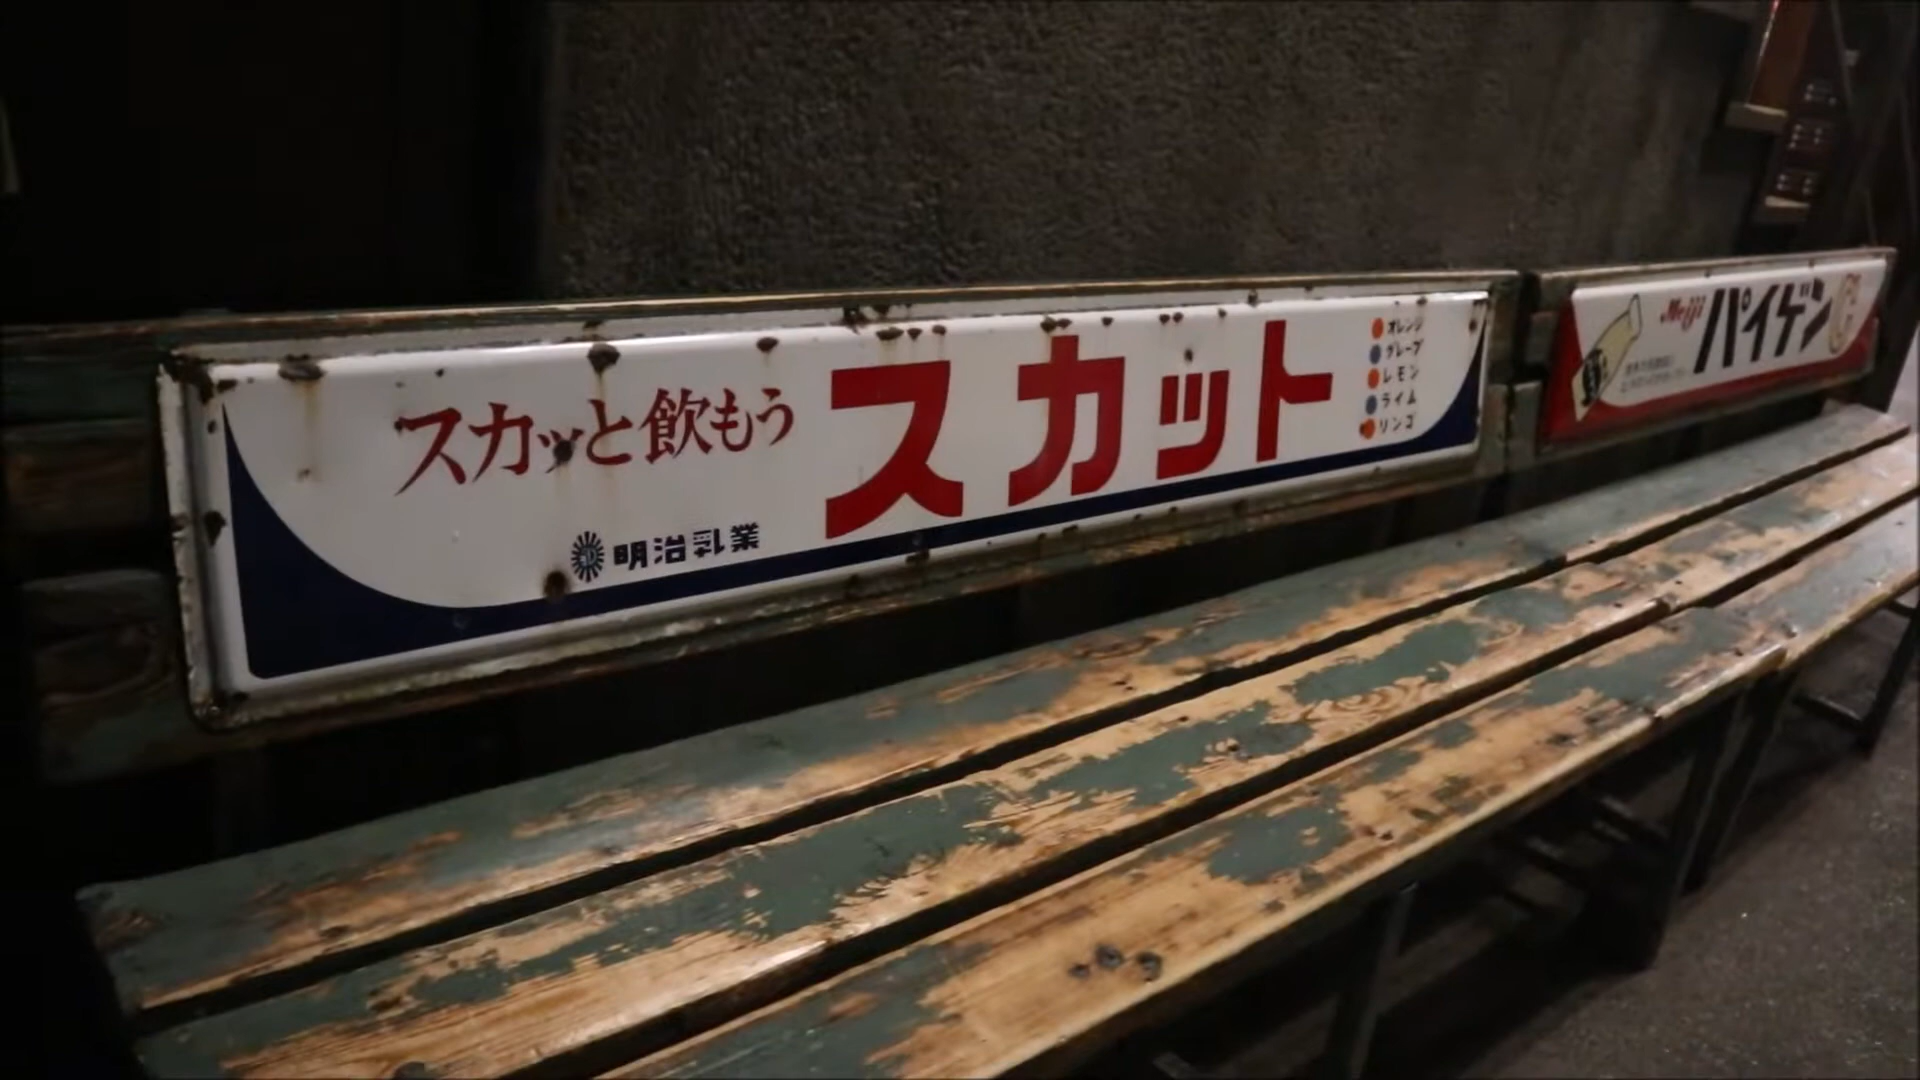 スカッと飲もう
スカット
明治乳業
オレンジ
グレープ
レモン
ライム
リンゴ
Meiji パイゲンC